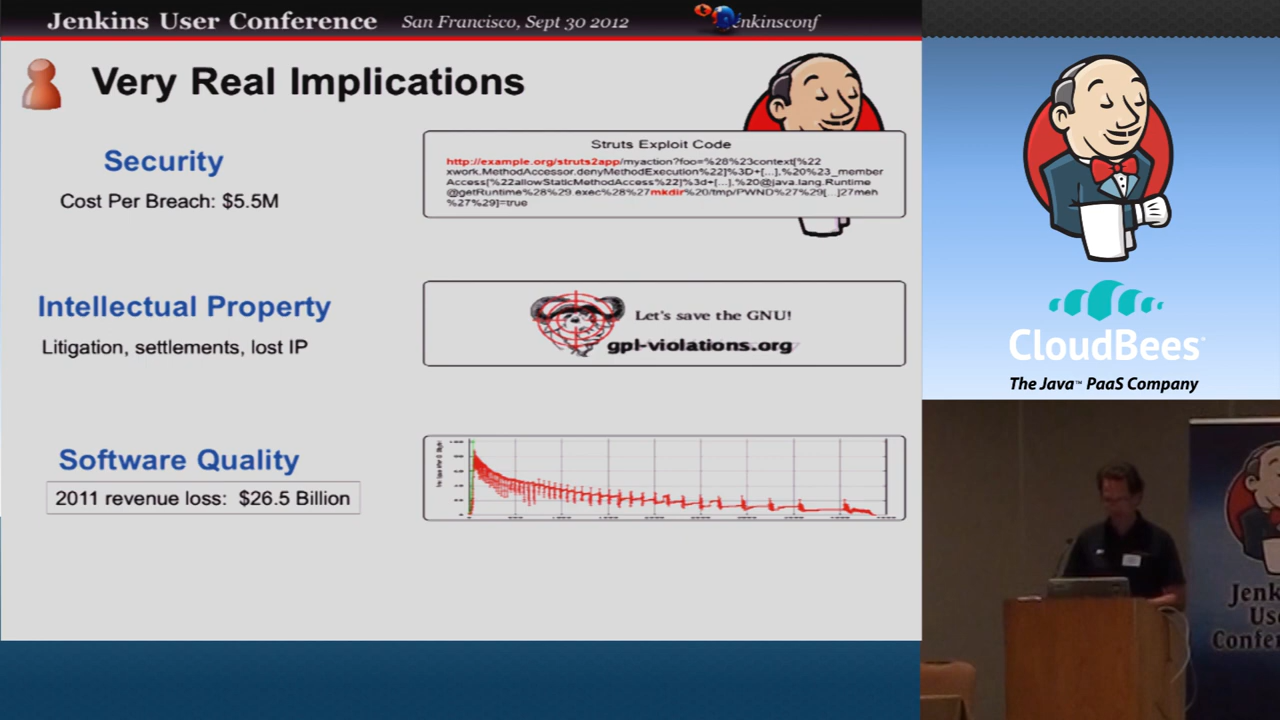 Jenkins User Conference San Francisco, Sept 30 2012 enkinsconf
Very Real Implications
Security
Cost Per Breach: $5.5M
Struts Exploit Code
http://example.org/struts2app/myaction?foo=%28%23context[%22
xwork.MethodAccessor.denyMethodExecution%22]%3D+[...],%20%23_member
Access[%22allowStaticMethodAccess%22]%3d+[...],%20@java.lang.Runtime
@getRuntime%28%29 exec%28%27mkdir%20/tmp/PWND%27%29[...]27meh
%27%29]=true
Intellectual Property
Litigation, settlements, lost IP
Let's save the GNU!
gpl-violations.org
Software Quality
2011 revenue loss: $26.5 Billion
CloudBees
The Java™ PaaS Company
Jenk
Us
Confer